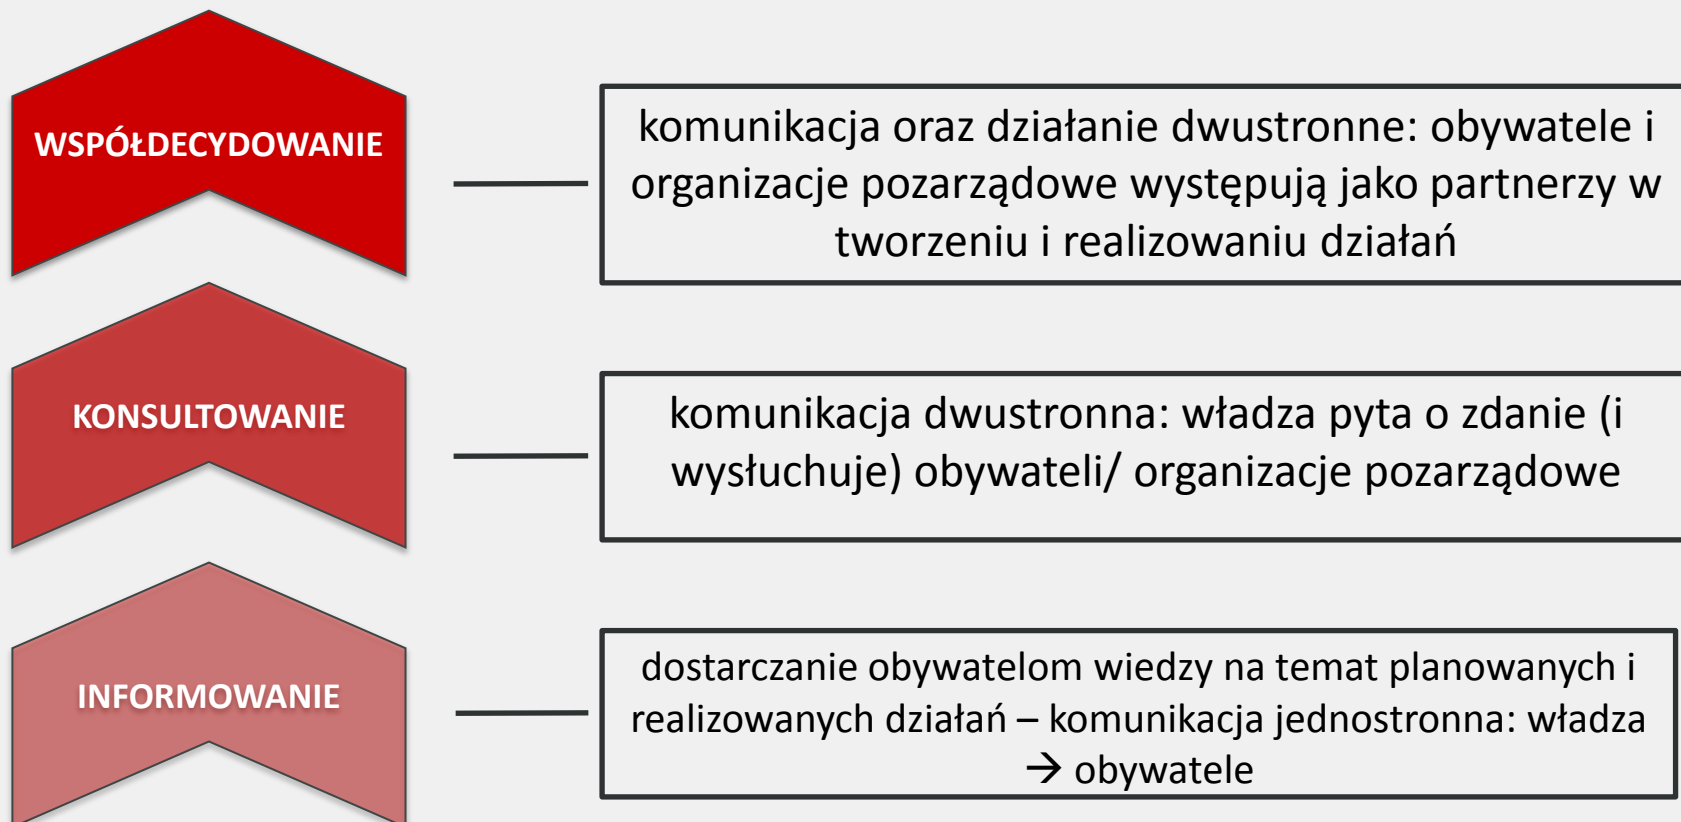 WSPÓŁDECYDOWANIE
komunikacja oraz działanie dwustronne: obywatele i
organizacje pozarządowe występują jako partnerzy w
tworzeniu i realizowaniu działań
KONSULTOWANIE
komunikacja dwustronna: władza pyta o zdanie (i
wysłuchuje) obywateli/ organizacje pozarządowe
INFORMOWANIE
dostarczanie obywatelom wiedzy na temat planowanych i
realizowanych działań – komunikacja jednostronna: władza
→ obywatele